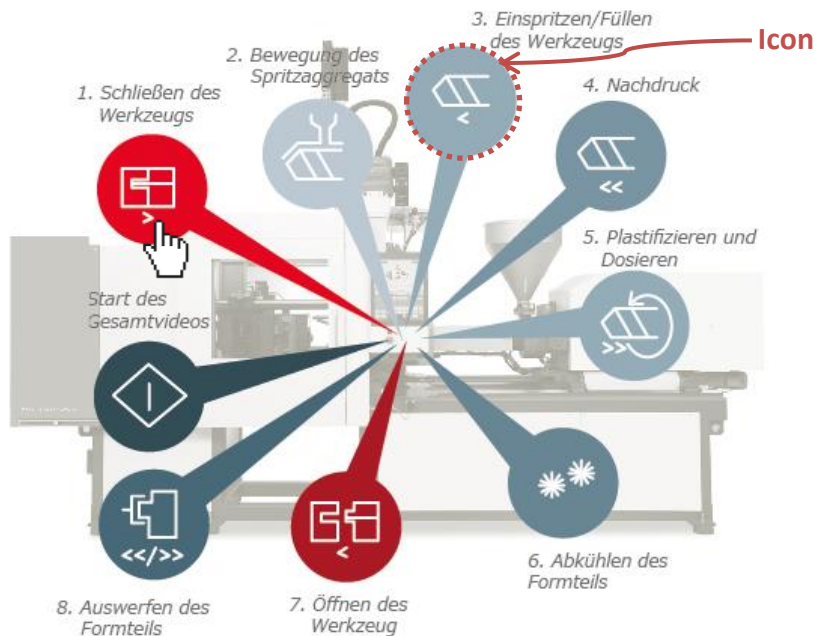 3. Einspritzen/Füllen
des Werkzeugs
Icon
2. Bewegung des
Spritzaggregats
4. Nachdruck
1. Schließen des
Werkzeugs
<
<<
>
5. Plastifizieren und
Dosieren
Start des
Gesamtvideos
>>
<</>>
<
6. Abkühlen des
Formteils
8. Auswerfen des
Formteils
7. Öffnen des
Werkzeug